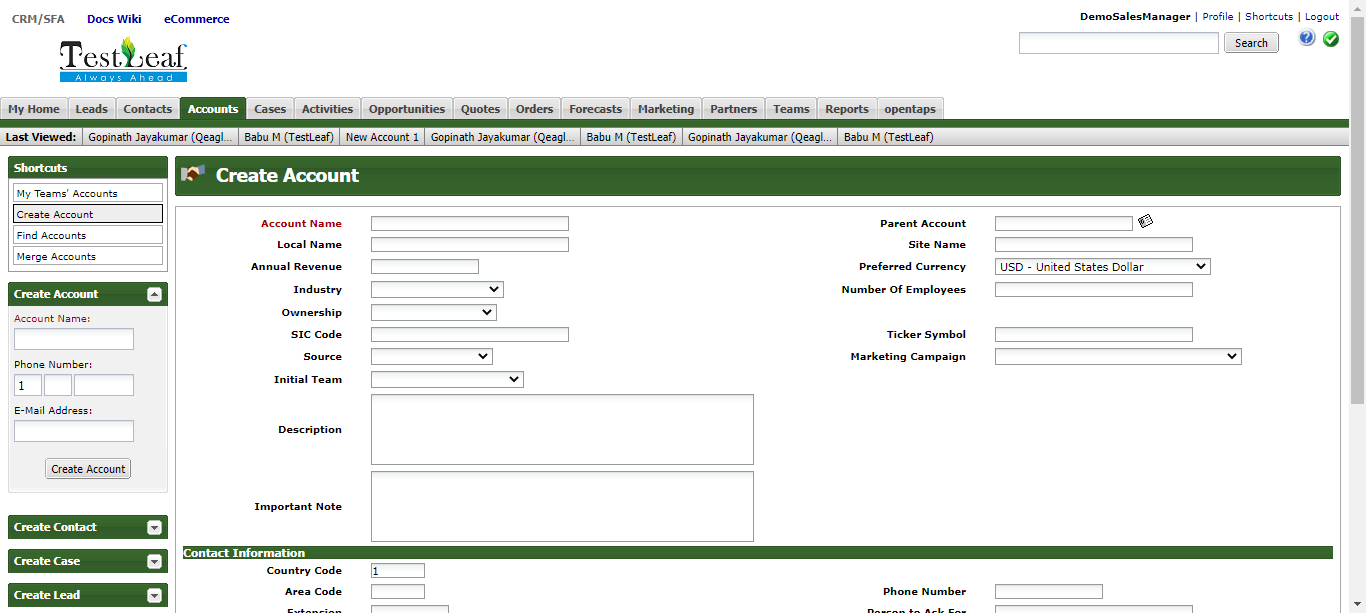 CRM/SFA Docs Wiki eCommerce
DemoSalesManager | Profile | Shortcuts | Logout
TestLeaf
Always Ahead
Search
My Home Leads Contacts Accounts Cases Activities Opportunities Quotes Orders Forecasts Marketing Partners Teams Reports opentaps
Last Viewed: Gopinath Jayakumar (Qeagl... Babu M (TestLeaf) New Account 1 Gopinath Jayakumar (Qeagl... Babu M (TestLeaf) Gopinath Jayakumar (Qeagl... Babu M (TestLeaf)
Shortcuts
My Teams' Accounts
Create Account
Find Accounts
Merge Accounts
Create Account
Account Name:
Phone Number:
1
E-Mail Address:
Create Account
Create Contact
Create Case
Create Lead
Create Account
Account Name Parent Account
Local Name Site Name
Annual Revenue Preferred Currency USD - United States Dollar
Industry Number Of Employees
Ownership
SIC Code Ticker Symbol
Source Marketing Campaign
Initial Team
Description
Important Note
Contact Information
Country Code 1
Area Code Phone Number
Extension Person to Ask For